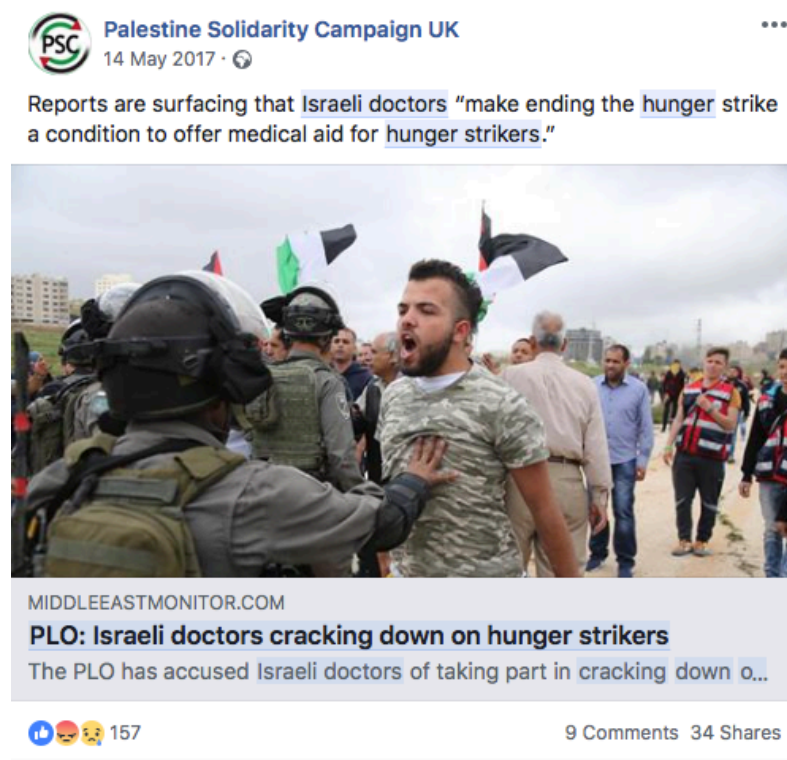 PSC
Palestine Solidarity Campaign UK
14 May 2017 ·
Reports are surfacing that Israeli doctors “make ending the hunger strike
a condition to offer medical aid for hunger strikers.”
MIDDLEEASTMONITOR.COM
PLO: Israeli doctors cracking down on hunger strikers
The PLO has accused Israeli doctors of taking part in cracking down o...
157
9 Comments 34 Shares